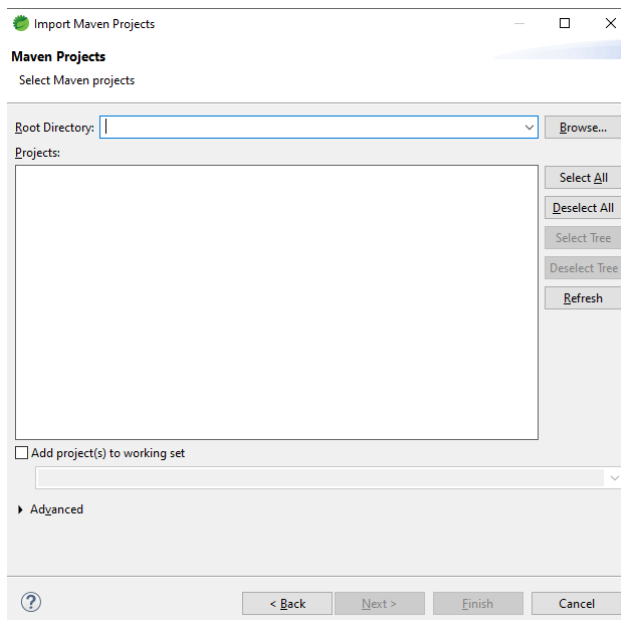 Import Maven Projects
Maven Projects
Select Maven projects
Root Directory:
Browse...
Projects:
Select All
Deselect All
Select Tree
Deselect Tree
Refresh
Add project(s) to working set
Advanced
?
< Back
Next >
Finish
Cancel